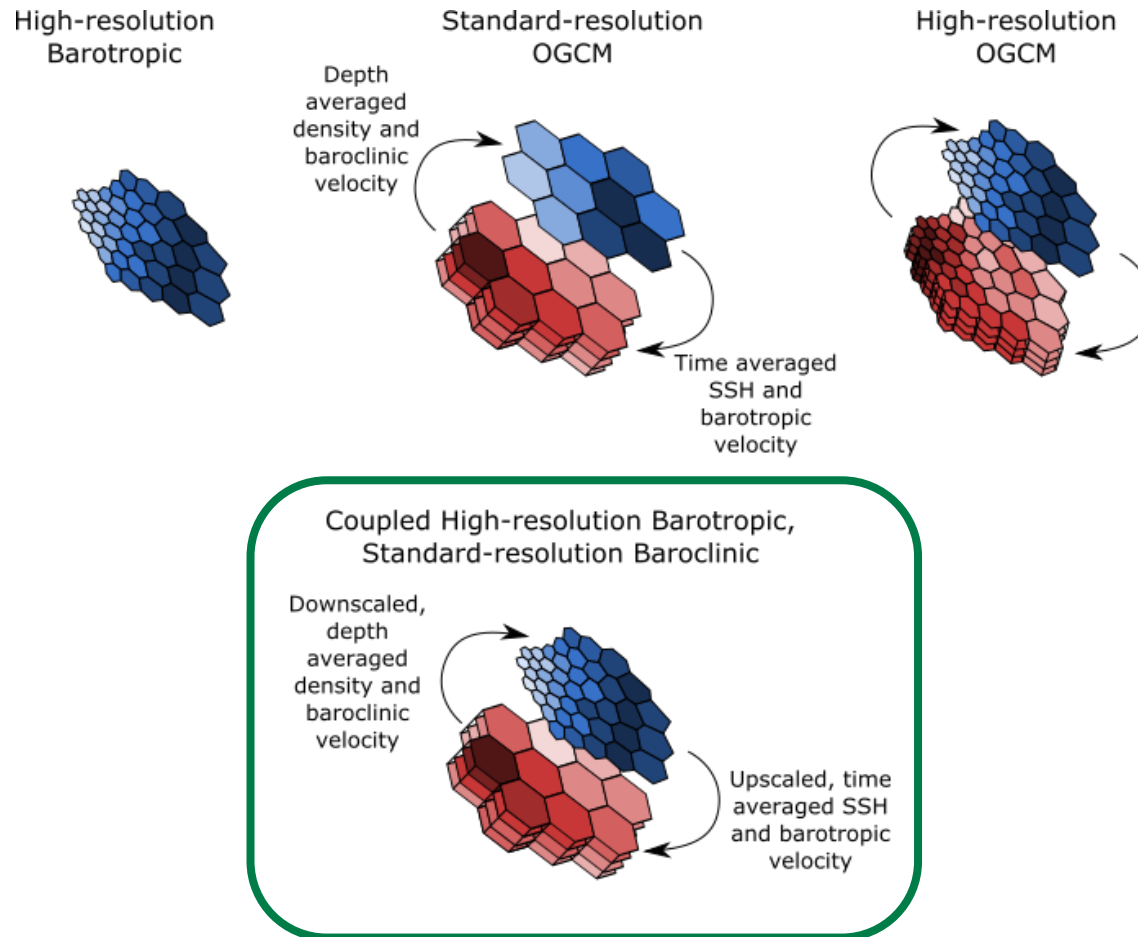 High-resolution
Barotropic
Standard-resolution
OGCM
High-resolution
OGCM
Depth
averaged
density and
baroclinic
velocity
Time averaged
SSH and
barotropic
velocity
Coupled High-resolution Barotropic,
Standard-resolution Baroclinic
Downscaled,
depth
averaged
density and
baroclinic
velocity
Upscaled, time
averaged SSH
and barotropic
velocity